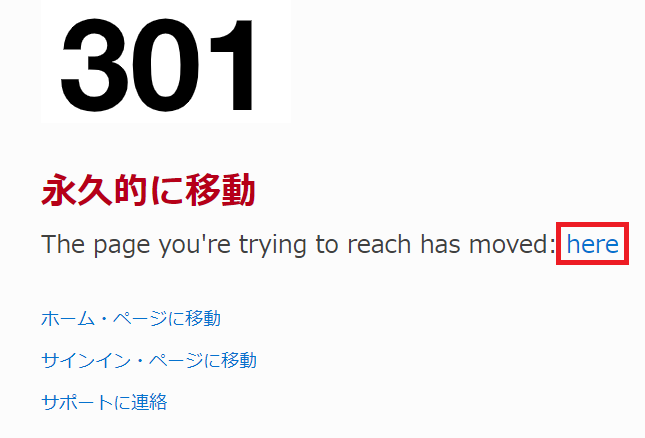 301
永久的に移動
The page you're trying to reach has moved: here
ホーム・ページに移動
サインイン・ページに移動
サポートに連絡